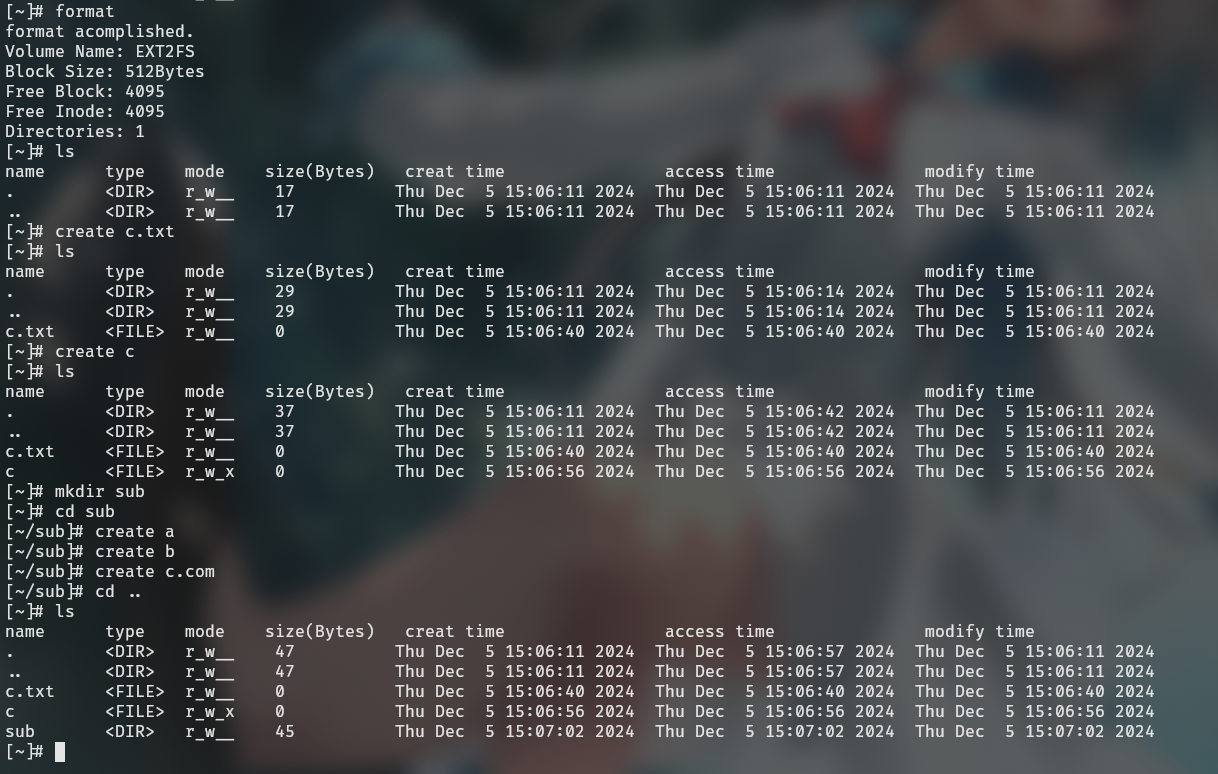 [~]# format
format acomplished.
Volume Name: EXT2FS
Block Size: 512Bytes
Free Block: 4095
Free Inode: 4095
Directories: 1
[~]# ls
name      type    mode    size(Bytes)   creat time                access time               modify time
.         <DIR>   r_w__    17          Thu Dec  5 15:06:11 2024  Thu Dec  5 15:06:11 2024  Thu Dec  5 15:06:11 2024
..        <DIR>   r_w__    17          Thu Dec  5 15:06:11 2024  Thu Dec  5 15:06:11 2024  Thu Dec  5 15:06:11 2024
[~]# create c.txt
[~]# ls
name      type    mode    size(Bytes)   creat time                access time               modify time
.         <DIR>   r_w__    29          Thu Dec  5 15:06:11 2024  Thu Dec  5 15:06:14 2024  Thu Dec  5 15:06:11 2024
..        <DIR>   r_w__    29          Thu Dec  5 15:06:11 2024  Thu Dec  5 15:06:14 2024  Thu Dec  5 15:06:11 2024
c.txt     <FILE>  r_w__    0           Thu Dec  5 15:06:40 2024  Thu Dec  5 15:06:40 2024  Thu Dec  5 15:06:40 2024
[~]# create c
[~]# ls
name      type    mode    size(Bytes)   creat time                access time               modify time
.         <DIR>   r_w__    37          Thu Dec  5 15:06:11 2024  Thu Dec  5 15:06:42 2024  Thu Dec  5 15:06:11 2024
..        <DIR>   r_w__    37          Thu Dec  5 15:06:11 2024  Thu Dec  5 15:06:42 2024  Thu Dec  5 15:06:11 2024
c.txt     <FILE>  r_w__    0           Thu Dec  5 15:06:40 2024  Thu Dec  5 15:06:40 2024  Thu Dec  5 15:06:40 2024
c         <FILE>  r_w_x    0           Thu Dec  5 15:06:56 2024  Thu Dec  5 15:06:56 2024  Thu Dec  5 15:06:56 2024
[~]# mkdir sub
[~]# cd sub
[~/sub]# create a
[~/sub]# create b
[~/sub]# create c.com
[~/sub]# cd ..
[~]# ls
name      type    mode    size(Bytes)   creat time                access time               modify time
.         <DIR>   r_w__    47          Thu Dec  5 15:06:11 2024  Thu Dec  5 15:06:57 2024  Thu Dec  5 15:06:11 2024
..        <DIR>   r_w__    47          Thu Dec  5 15:06:11 2024  Thu Dec  5 15:06:57 2024  Thu Dec  5 15:06:11 2024
c.txt     <FILE>  r_w__    0           Thu Dec  5 15:06:40 2024  Thu Dec  5 15:06:40 2024  Thu Dec  5 15:06:40 2024
c         <FILE>  r_w_x    0           Thu Dec  5 15:06:56 2024  Thu Dec  5 15:06:56 2024  Thu Dec  5 15:06:56 2024
sub       <DIR>   r_w__    45          Thu Dec  5 15:07:02 2024  Thu Dec  5 15:07:02 2024  Thu Dec  5 15:07:02 2024
[~]#